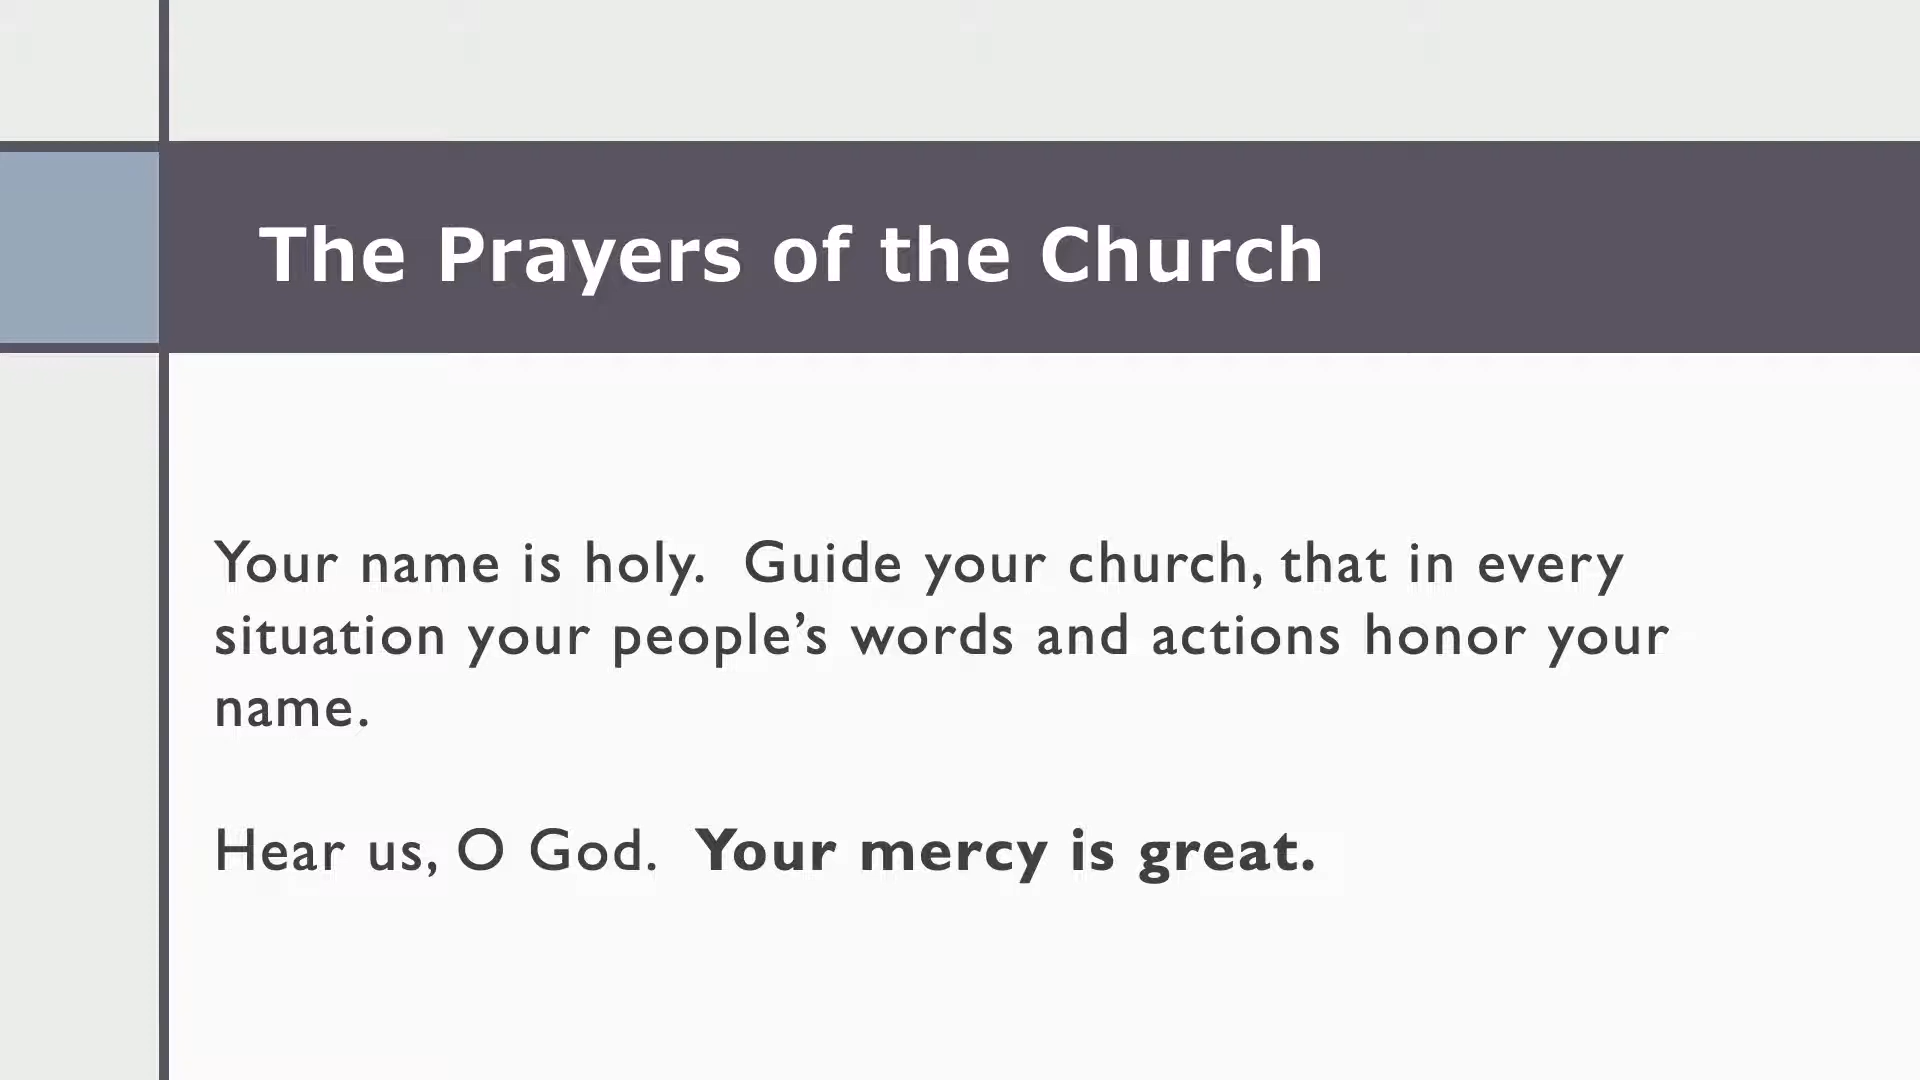 The Prayers of the Church
Your name is holy.  Guide your church, that in every
situation your people’s words and actions honor your
name.
Hear us, O God.  Your mercy is great.